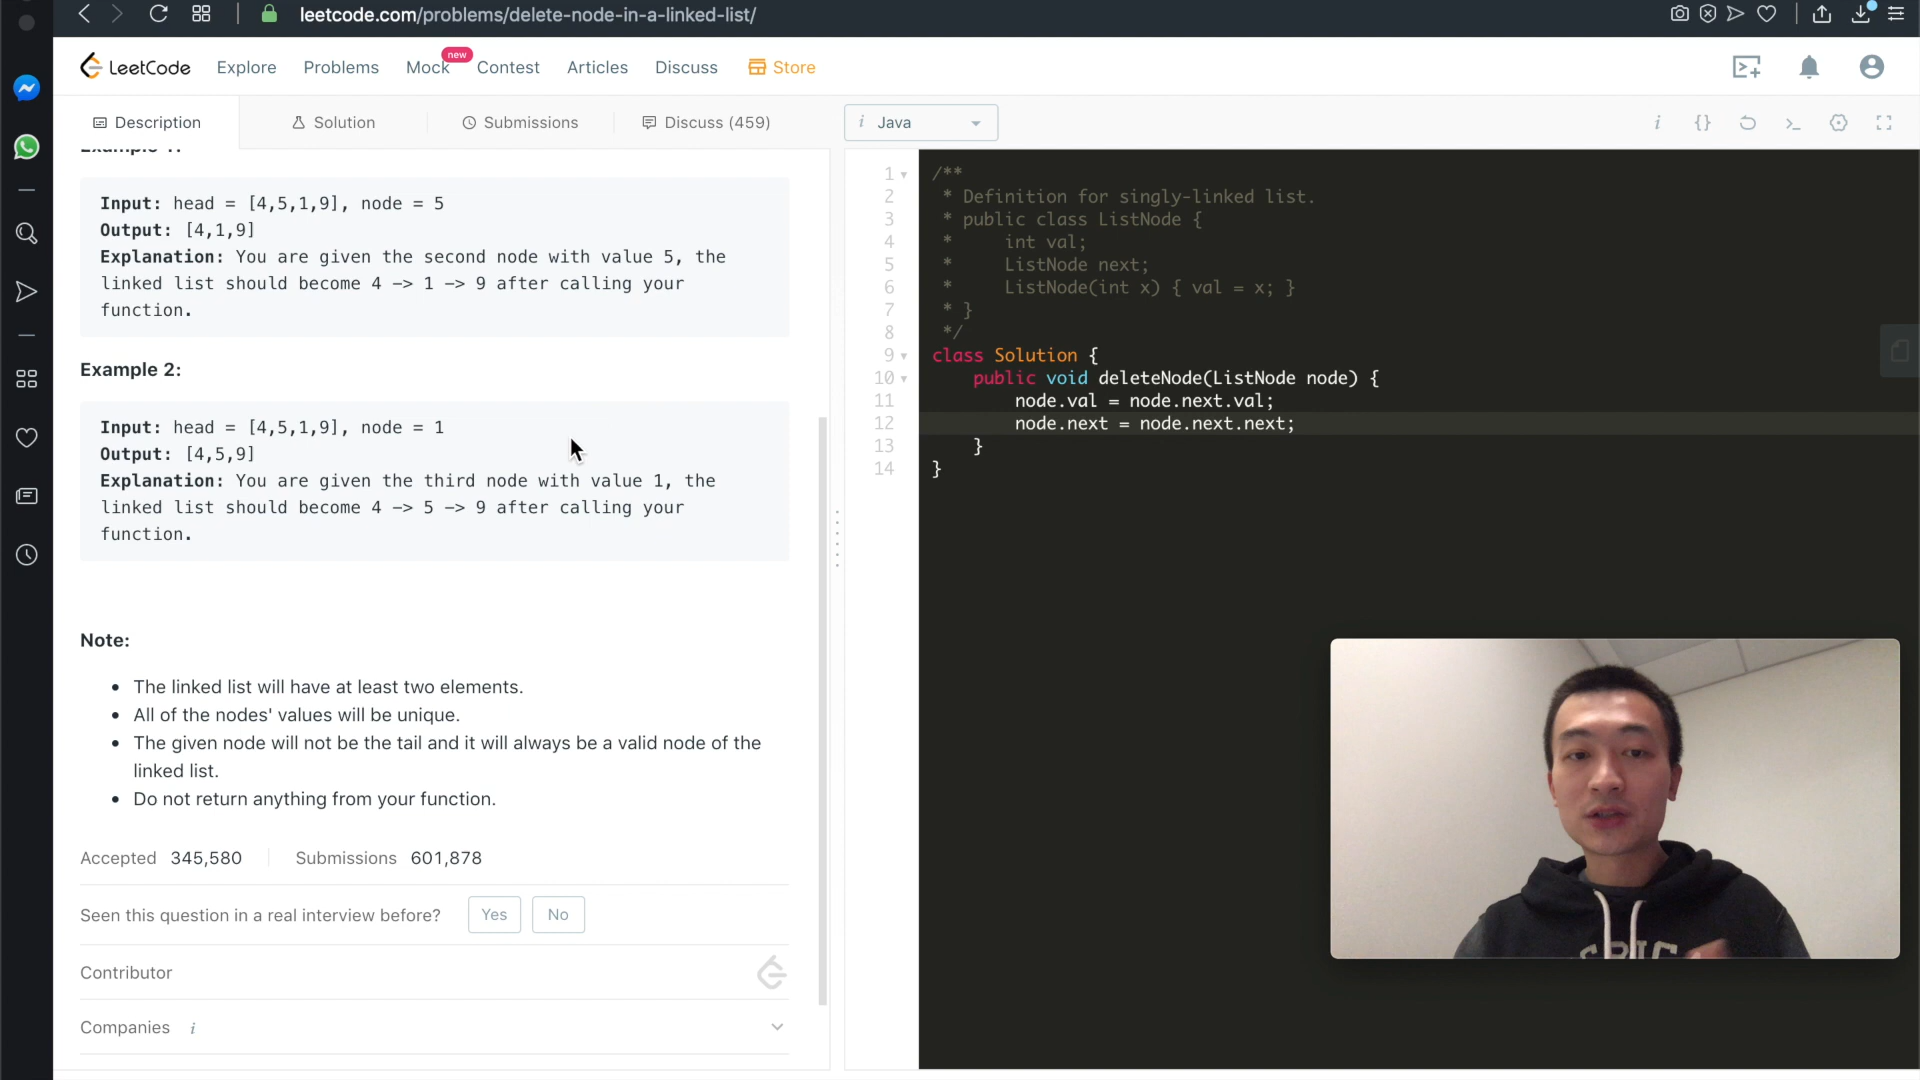 leetcode.com/problems/delete-node-in-a-linked-list/
LeetCode
Explore
Problems
Mock
new
Contest
Articles
Discuss
Store
Description
Solution
Submissions
Discuss (459)
i Java
Example 1:
Input: head = [4,5,1,9], node = 5
Output: [4,1,9]
Explanation: You are given the second node with value 5, the
linked list should become 4 -> 1 -> 9 after calling your
function.
Example 2:
Input: head = [4,5,1,9], node = 1
Output: [4,5,9]
Explanation: You are given the third node with value 1, the
linked list should become 4 -> 5 -> 9 after calling your
function.
Note:
• The linked list will have at least two elements.
• All of the nodes' values will be unique.
• The given node will not be the tail and it will always be a valid node of the
linked list.
• Do not return anything from your function.
Accepted 345,580 Submissions 601,878
Seen this question in a real interview before? Yes No
Contributor
Companies i
1 /**
2 * Definition for singly-linked list.
3 * public class ListNode {
4 * int val;
5 * ListNode next;
6 * ListNode(int x) { val = x; }
7 * }
8 */
9 class Solution {
10 public void deleteNode(ListNode node) {
11 node.val = node.next.val;
12 node.next = node.next.next;
13 }
14 }